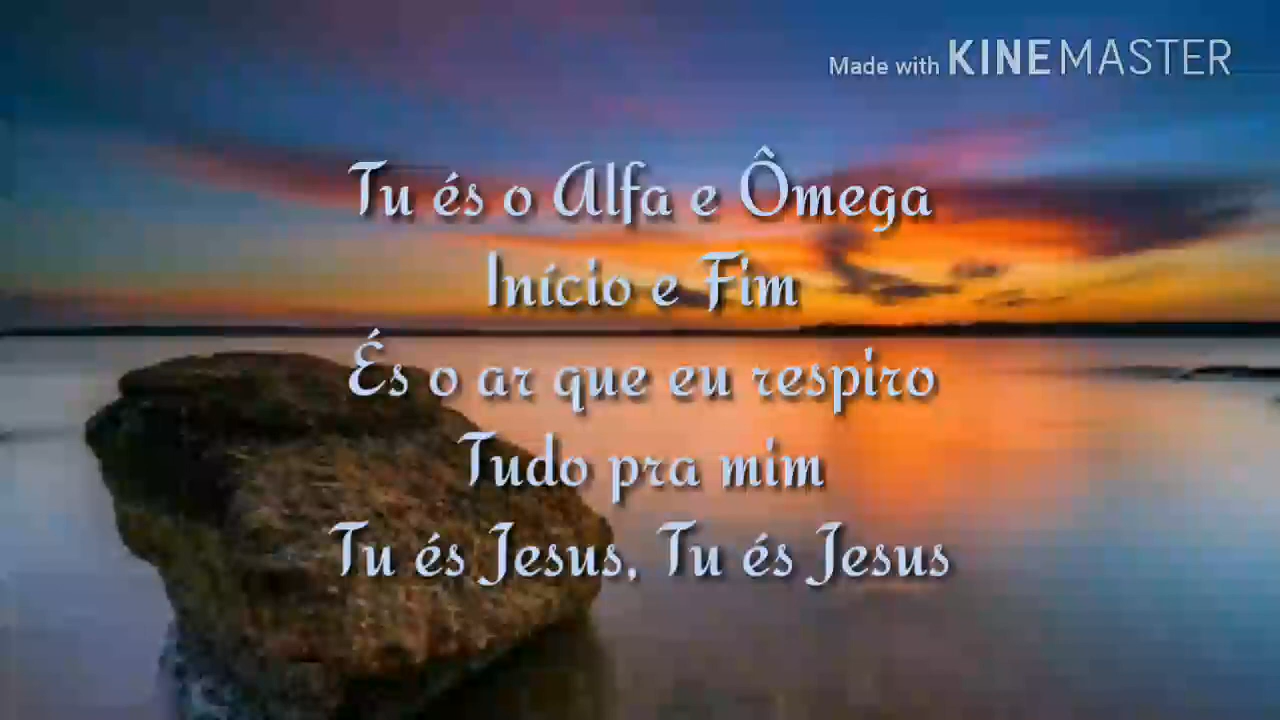 Made with KINEMASTER
Tu és o Alfa e Ômega
Início e Fim
És o ar que eu respiro
Tudo pra mim
Tu és Jesus, Tu és Jesus